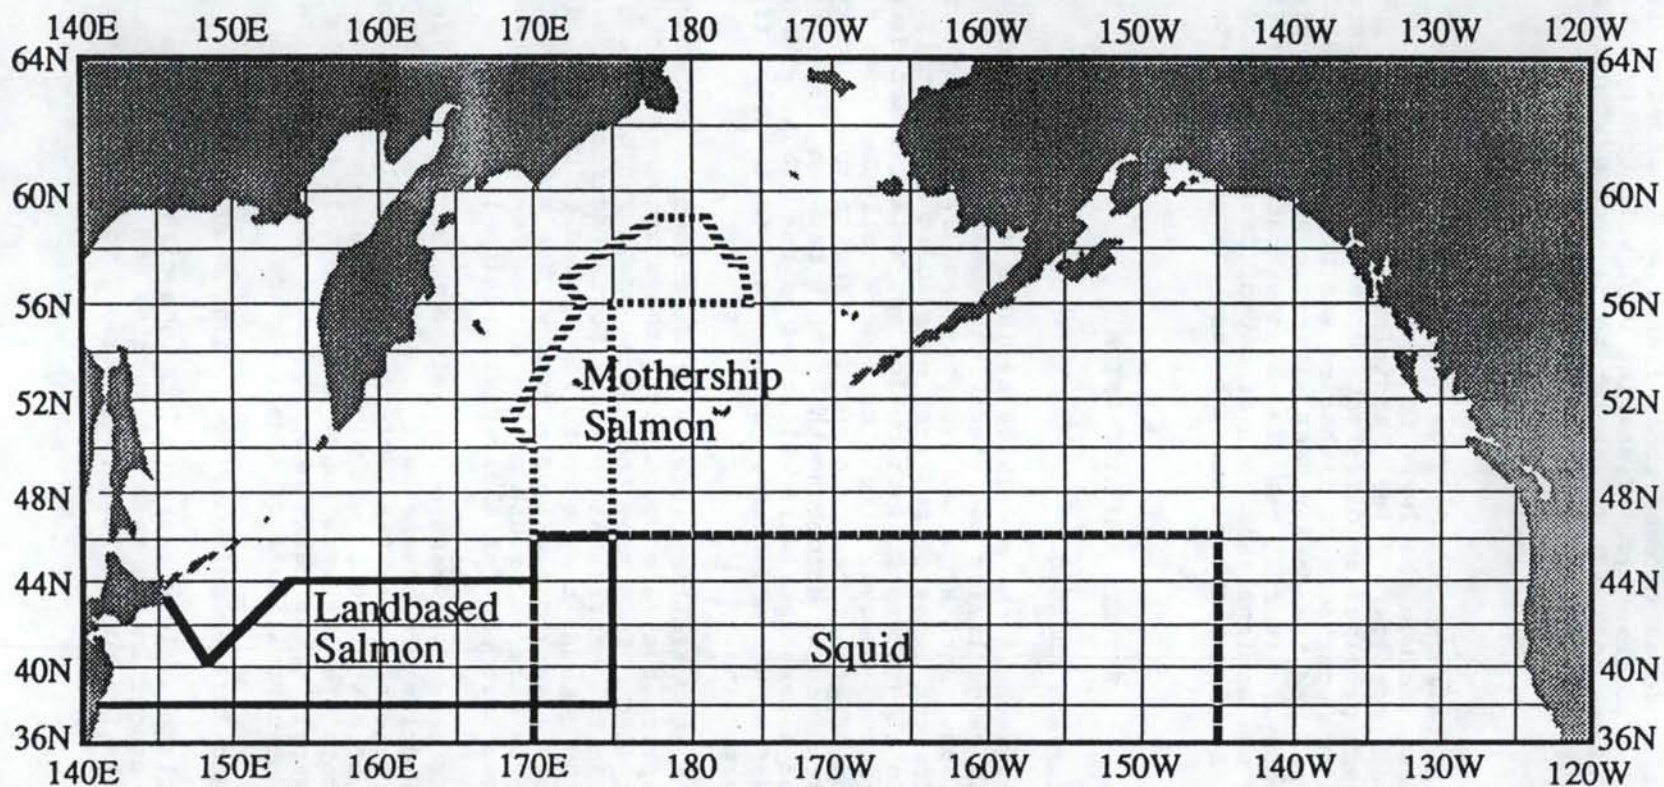 140E 150E 160E 170E 180 170W 160W 150W 140W 130W 120W
64N 64N
60N 60N
56N 56N
Mothership
52N 52N
Salmon
48N 48N
44N 44N
Landbased
Salmon Squid
40N 40N
36N 36N
140E 150E 160E 170E 180 170W 160W 150W 140W 130W 120W